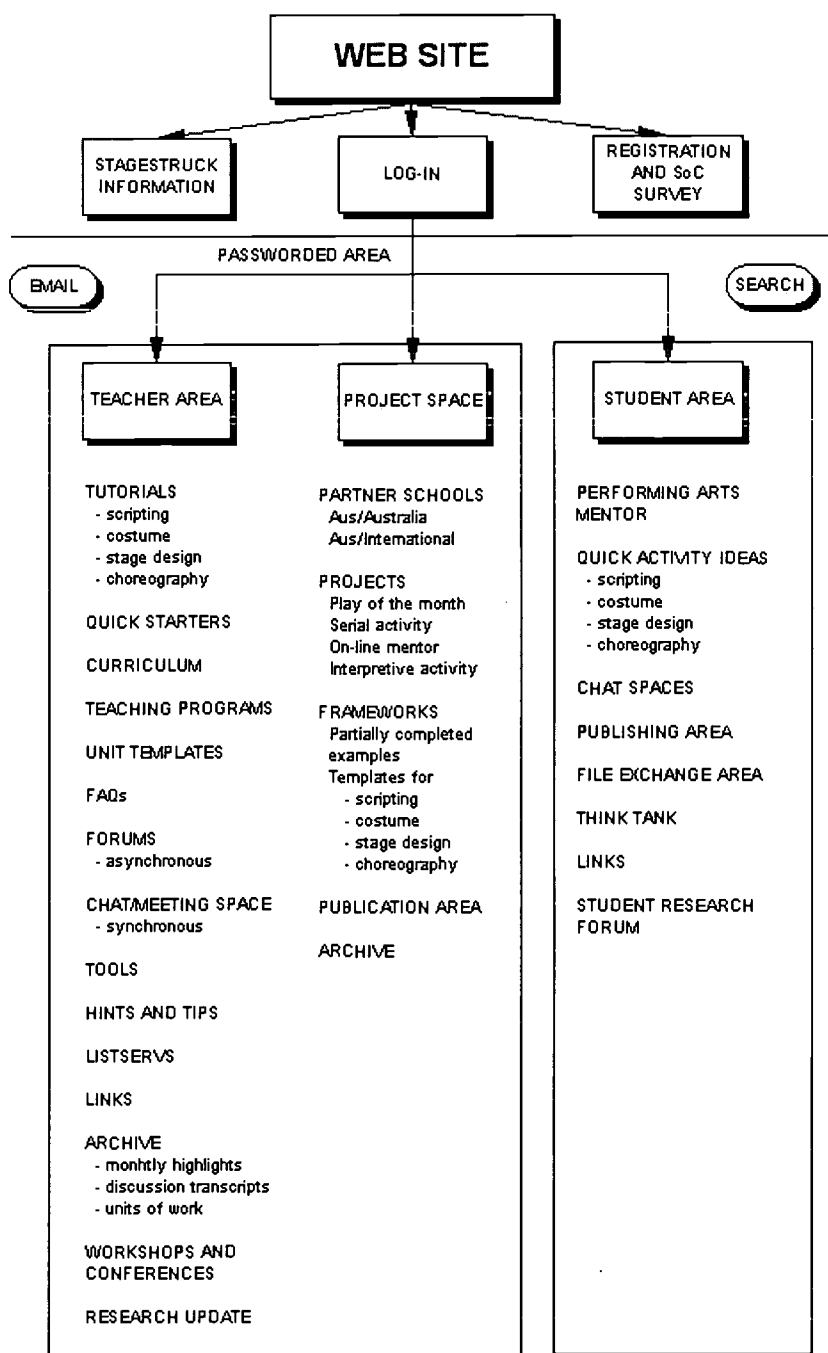 WEB SITE
STAGESTRUCK
INFORMATION
LOG-IN
REGISTRATION
AND SoC
SURVEY
PASSWORDED AREA
EMAIL
SEARCH
TEACHER AREA
TUTORIALS
- scripting
- costume
- stage design
- choreography
QUICK STARTERS
CURRICULUM
TEACHING PROGRAMS
UNIT TEMPLATES
FAQs
FORUMS
- asynchronous
CHAT/MEETING SPACE
- synchronous
TOOLS
HINTS AND TIPS
LISTSERVS
LINKS
ARCHIVE
- monhtly highlights
- discussion transcripts
- units of work
WORKSHOPS AND
CONFERENCES
RESEARCH UPDATE
PROJECT SPACE
PARTNER SCHOOLS
Aus/Australia
Aus/International
PROJECTS
Play of the month
Serial activity
On-line mentor
Interpretive activity
FRAMEWORKS
Partially completed
examples
Templates for
- scripting
- costume
- stage design
- choreography
PUBLICATION AREA
ARCHIVE
STUDENT AREA
PERFORMING ARTS
MENTOR
QUICK ACTIVITY IDEAS
- scripting
- costume
- stage design
- choreography
CHAT SPACES
PUBLISHING AREA
FILE EXCHANGE AREA
THINK TANK
LINKS
STUDENT RESEARCH
FORUM